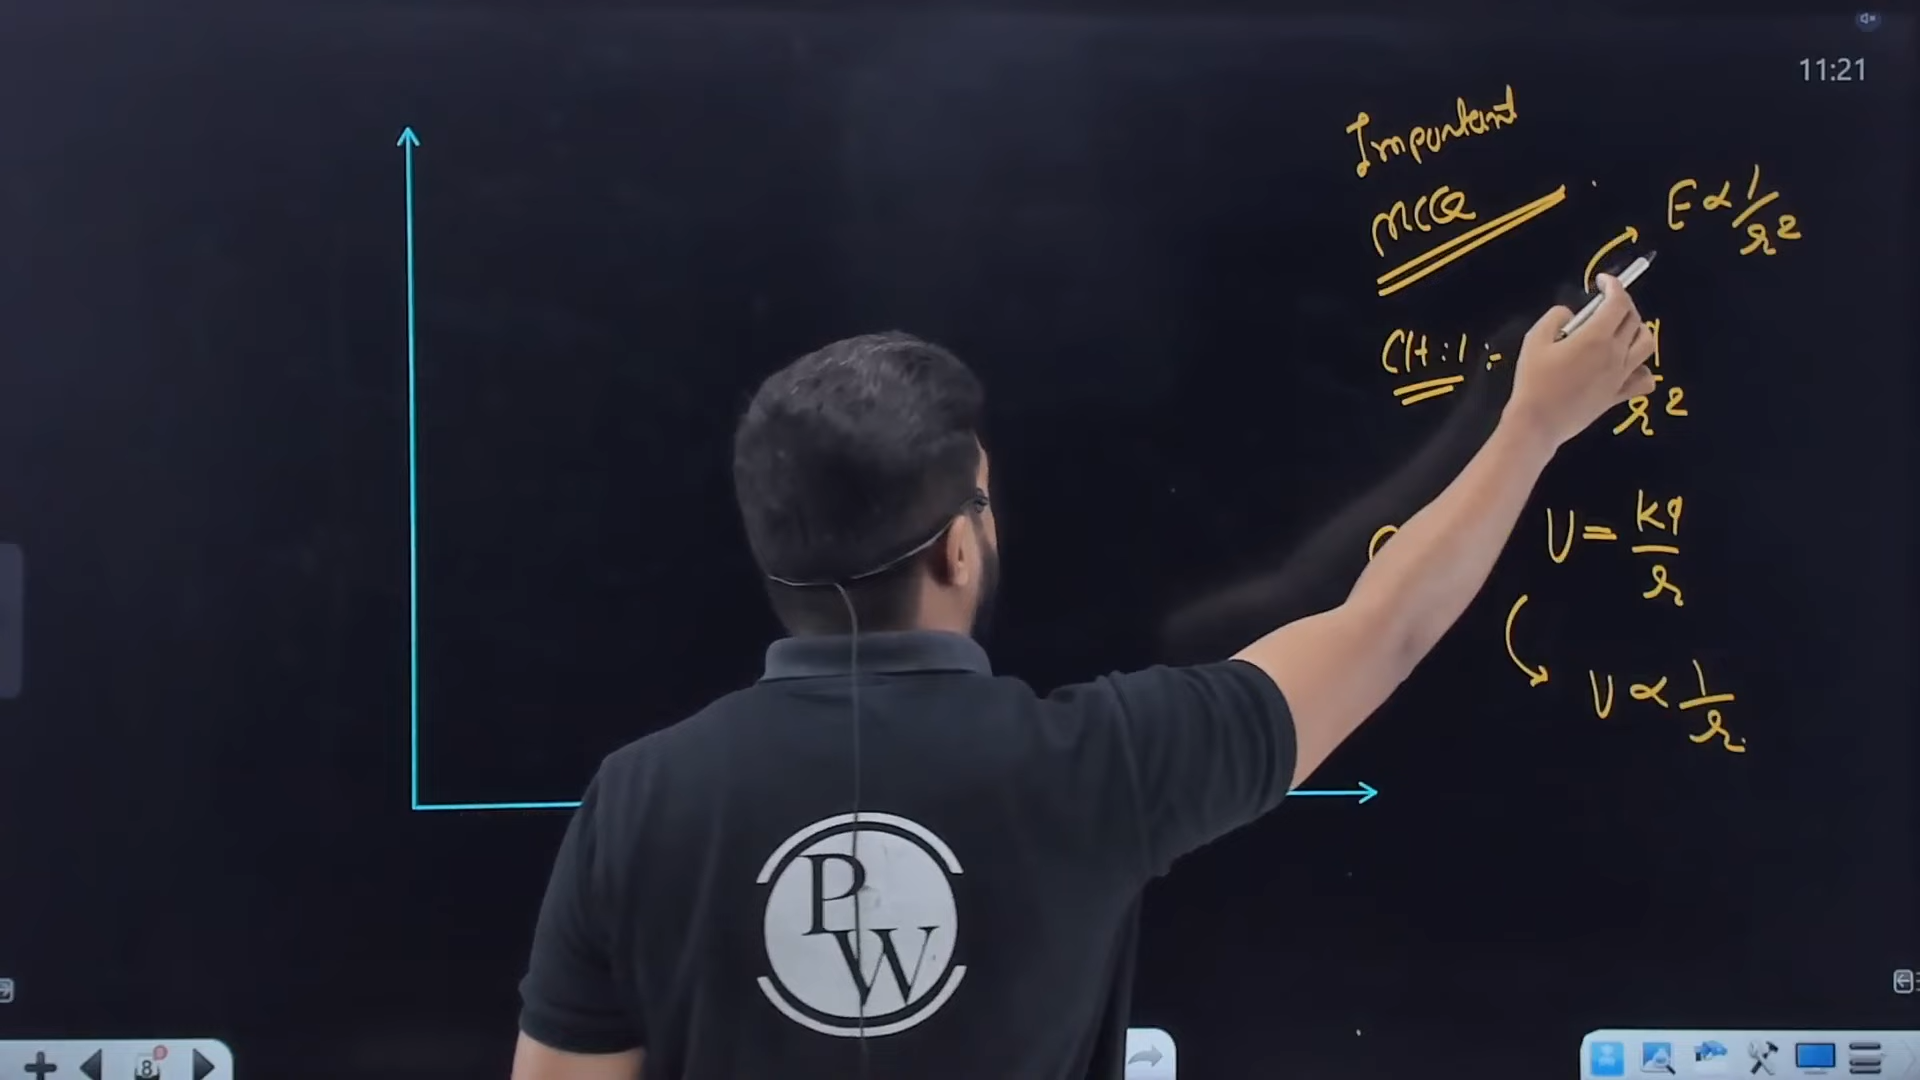 11:21
Important
MCQ
E ∝ 1/r²
CH:1:-
q/r²
V = kq/r
V ∝ 1/r
PW
8